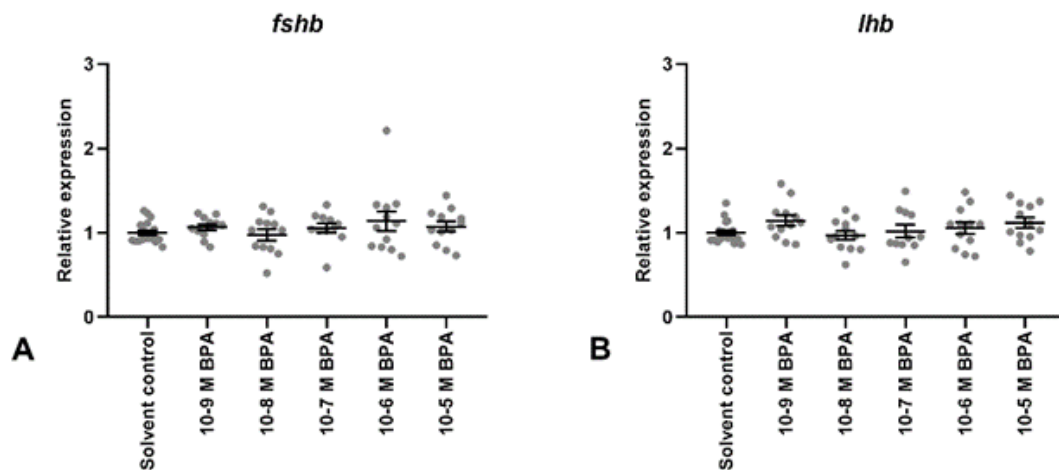 fshb
Relative expression
3
2
1
0
Solvent control
10-9 M BPA
10-8 M BPA
10-7 M BPA
10-6 M BPA
10-5 M BPA
A
lhb
Relative expression
3
2
1
0
Solvent control
10-9 M BPA
10-8 M BPA
10-7 M BPA
10-6 M BPA
10-5 M BPA
B